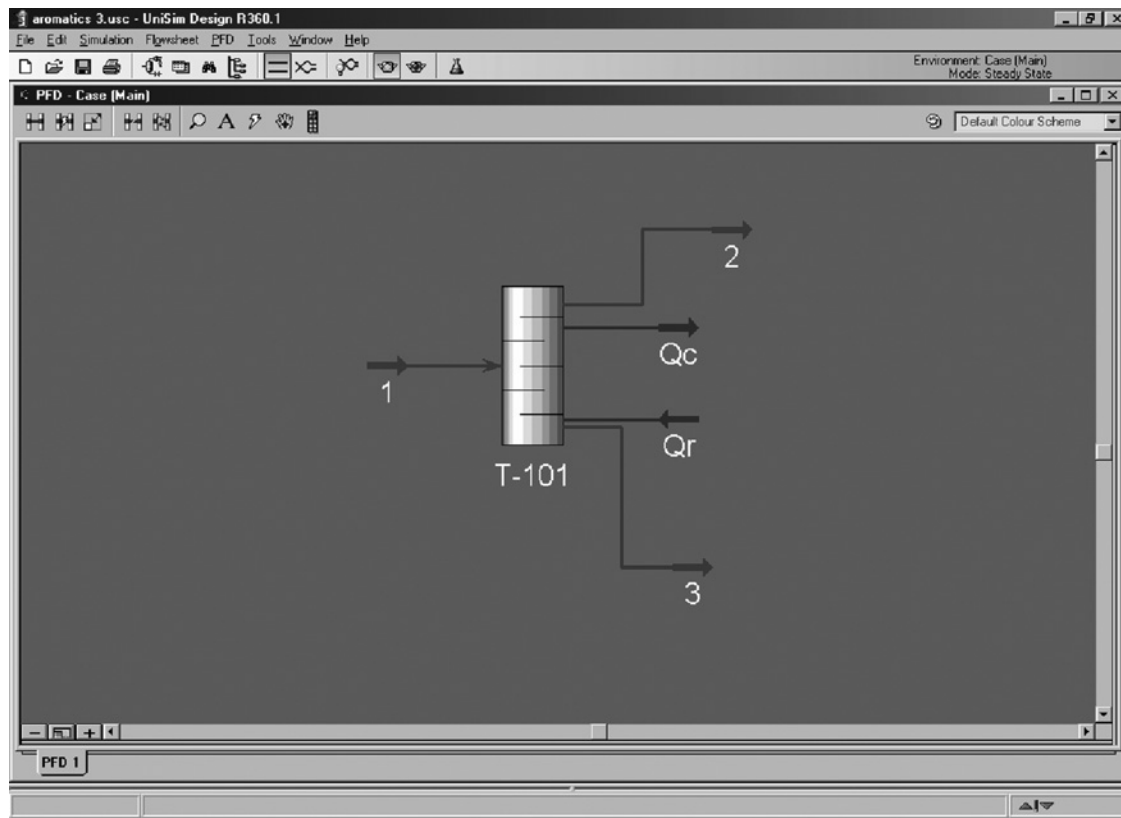 aromatics 3.usc - UniSim Design R360.1
File Edit Simulation Flowsheet PFD Tools Window Help
Environment: Case (Main)
Mode: Steady State
PFD - Case (Main)
A
Default Colour Scheme
2
Qc
1
Qr
T-101
3
PFD 1